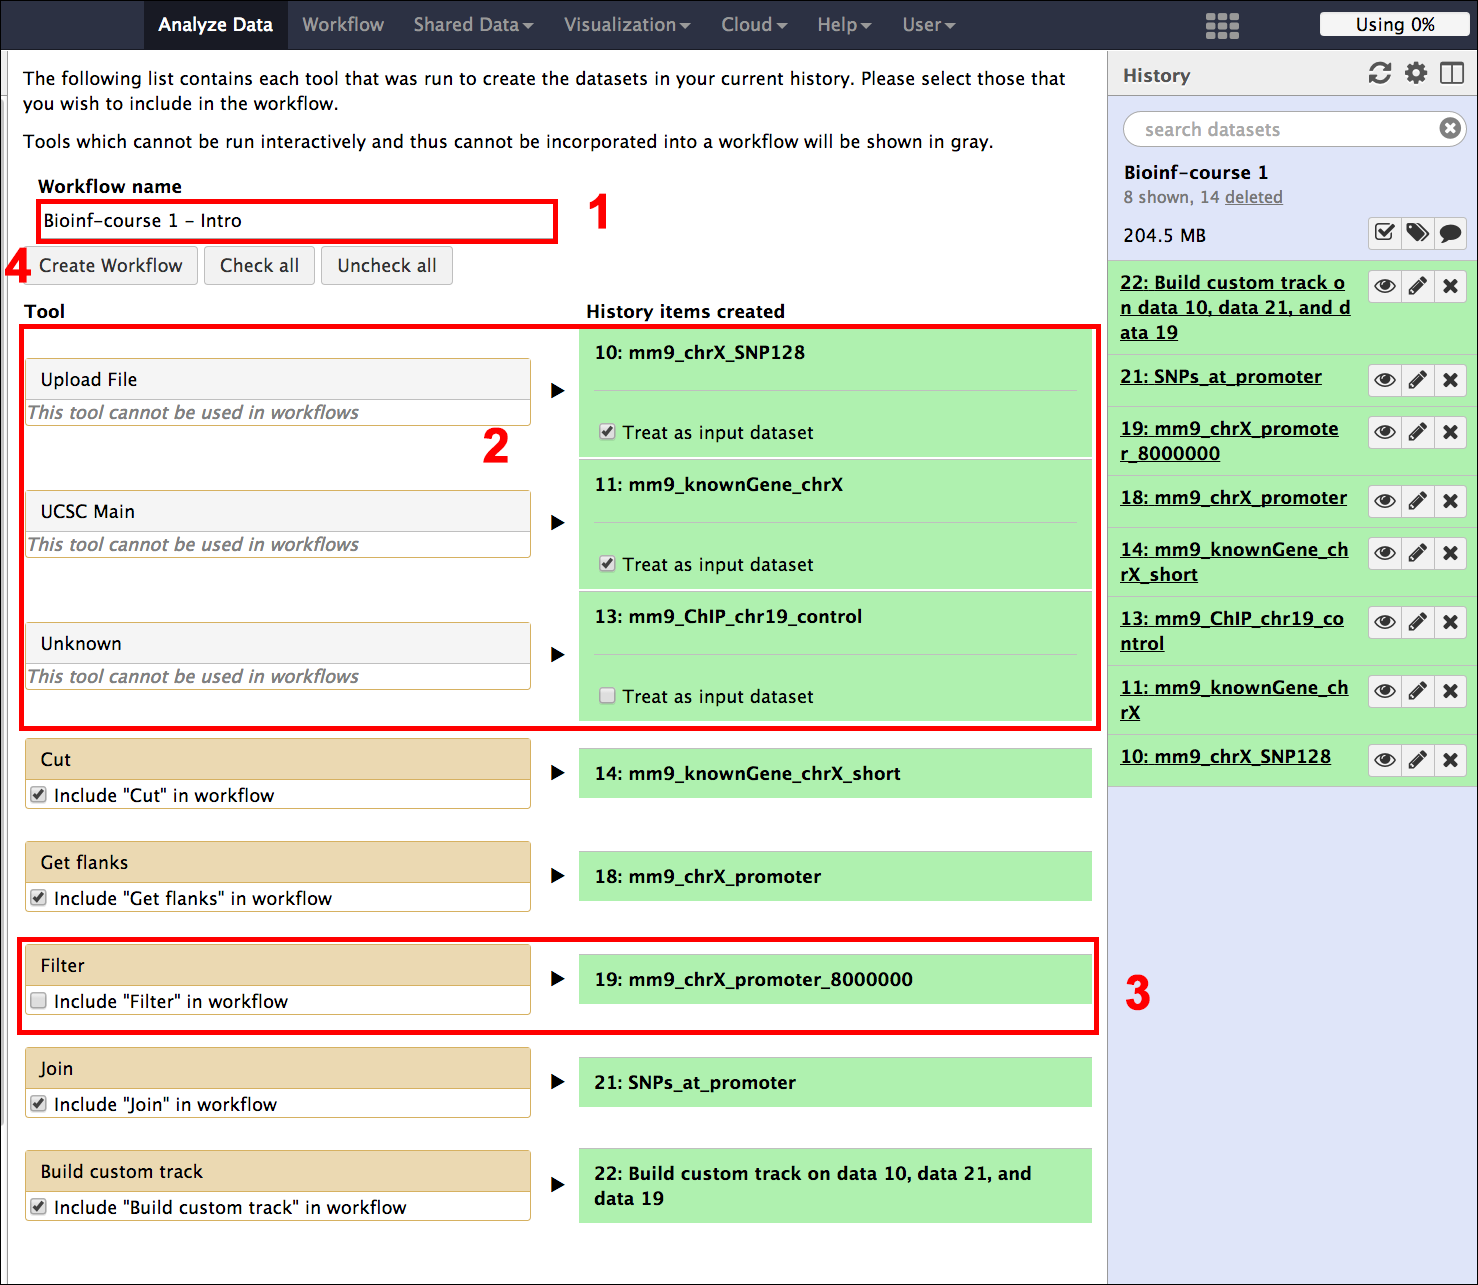 Analyze Data Workflow Shared Data Visualization Cloud Help User Using 0%
The following list contains each tool that was run to create the datasets in your current history. Please select those that
you wish to include in the workflow.
Tools which cannot be run interactively and thus cannot be incorporated into a workflow will be shown in gray.
Workflow name
Bioinf-course 1 - Intro
1
4
Create Workflow Check all Uncheck all
Tool History items created
Upload File
This tool cannot be used in workflows
10: mm9_chrX_SNP128
Treat as input dataset
2
UCSC Main
This tool cannot be used in workflows
11: mm9_knownGene_chrX
Treat as input dataset
Unknown
This tool cannot be used in workflows
13: mm9_ChIP_chr19_control
Treat as input dataset
Cut
Include "Cut" in workflow
14: mm9_knownGene_chrX_short
Get flanks
Include "Get flanks" in workflow
18: mm9_chrX_promoter
Filter
Include "Filter" in workflow
19: mm9_chrX_promoter_8000000
3
Join
Include "Join" in workflow
21: SNPs_at_promoter
Build custom track
Include "Build custom track" in workflow
22: Build custom track on data 10, data 21, and
data 19
History
search datasets
Bioinf-course 1
8 shown, 14 deleted
204.5 MB
22: Build custom track o
n data 10, data 21, and d
ata 19
21: SNPs_at_promoter
19: mm9_chrX_promote
r_8000000
18: mm9_chrX_promoter
14: mm9_knownGene_ch
rX_short
13: mm9_ChIP_chr19_co
ntrol
11: mm9_knownGene_ch
rX
10: mm9_chrX_SNP128